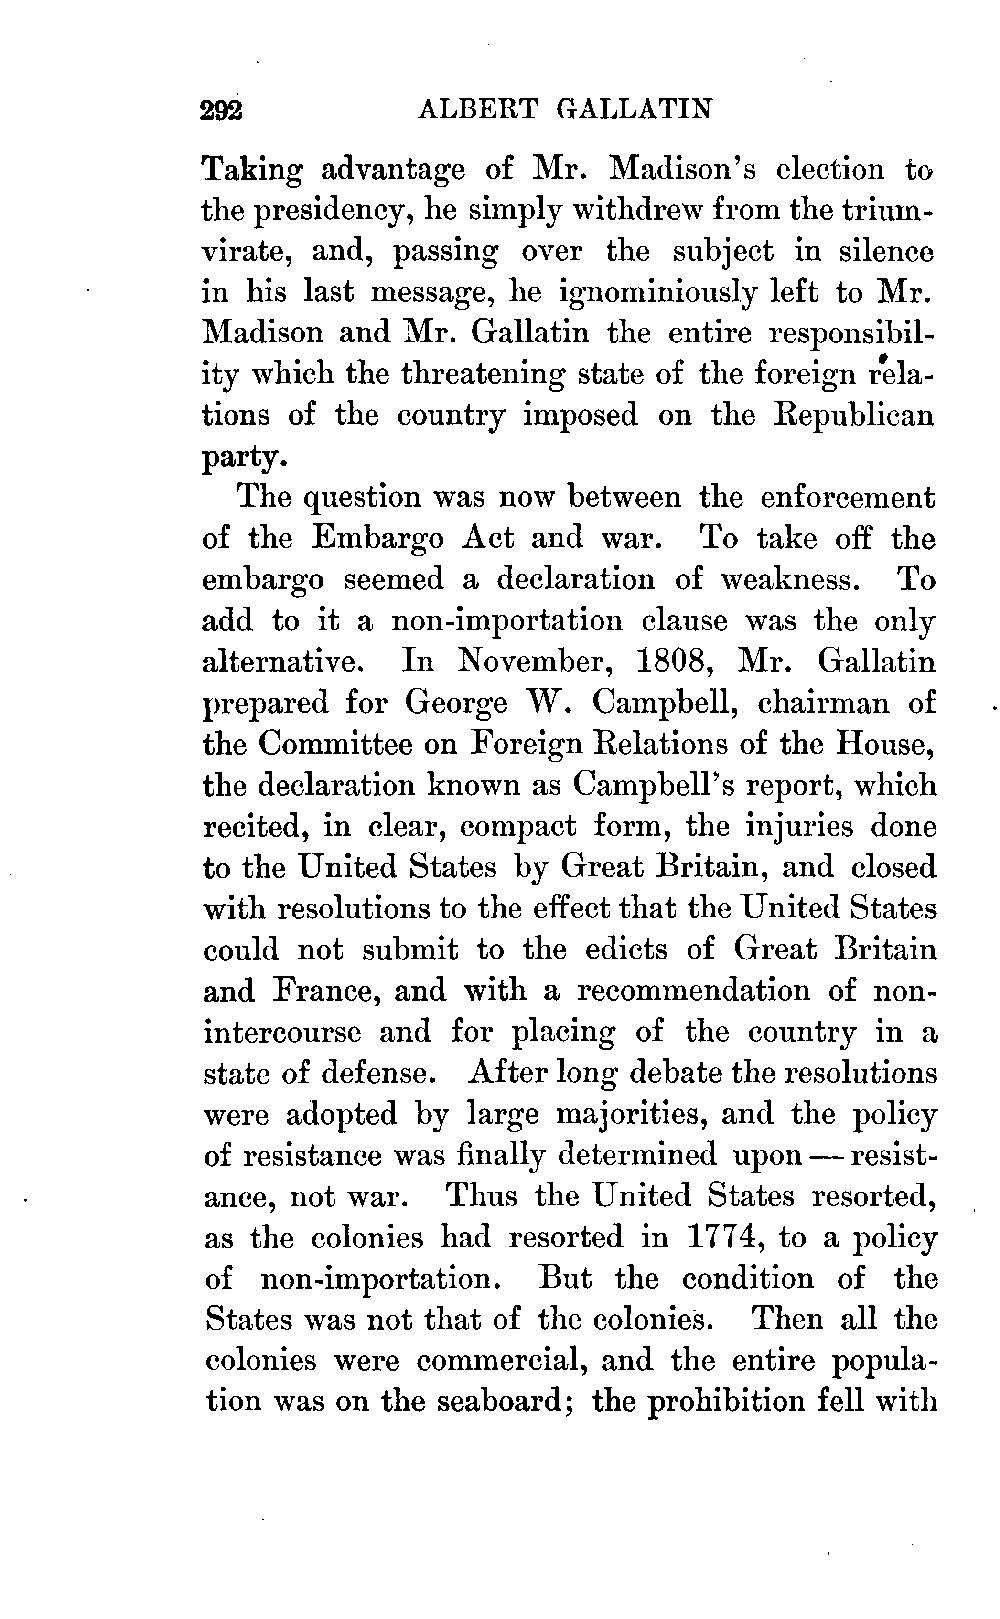 292 ALBERT GALLATIN
Taking advantage of Mr. Madison's election to
the presidency, he simply withdrew from the trium-
virate, and, passing over the subject in silence
in his last message, he ignominiously left to Mr.
Madison and Mr. Gallatin the entire responsibil-
ity which the threatening state of the foreign rela-
tions of the country imposed on the Republican
party.
The question was now between the enforcement
of the Embargo Act and war. To take off the
embargo seemed a declaration of weakness. To
add to it a non-importation clause was the only
alternative. In November, 1808, Mr. Gallatin
prepared for George W. Campbell, chairman of
the Committee on Foreign Relations of the House,
the declaration known as Campbell's report, which
recited, in clear, compact form, the injuries done
to the United States by Great Britain, and closed
with resolutions to the effect that the United States
could not submit to the edicts of Great Britain
and France, and with a recommendation of non-
intercourse and for placing of the country in a
state of defense. After long debate the resolutions
were adopted by large majorities, and the policy
of resistance was finally determined upon — resist-
ance, not war. Thus the United States resorted,
as the colonies had resorted in 1774, to a policy
of non-importation. But the condition of the
States was not that of the colonies. Then all the
colonies were commercial, and the entire popula-
tion was on the seaboard; the prohibition fell with